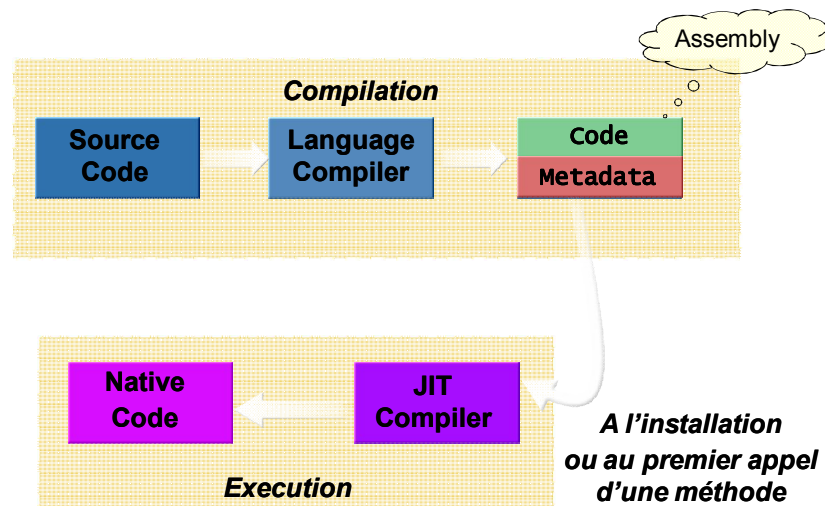 Assembly
Compilation
Source
Code
Language
Compiler
Code
Metadata
Native
Code
JIT
Compiler
A l’installation
ou au premier appel
d’une méthode
Execution